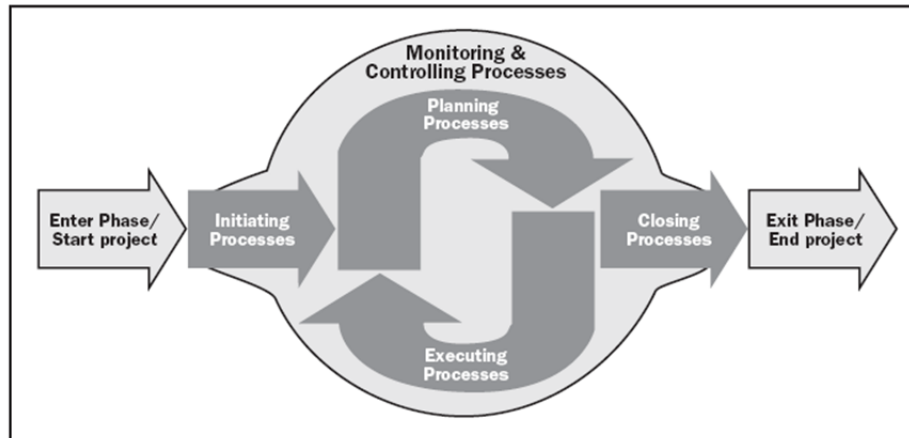 Monitoring &
Controlling Processes
Planning
Processes
Enter Phase/
Start project
Initiating
Processes
Closing
Processes
Exit Phase/
End project
Executing
Processes